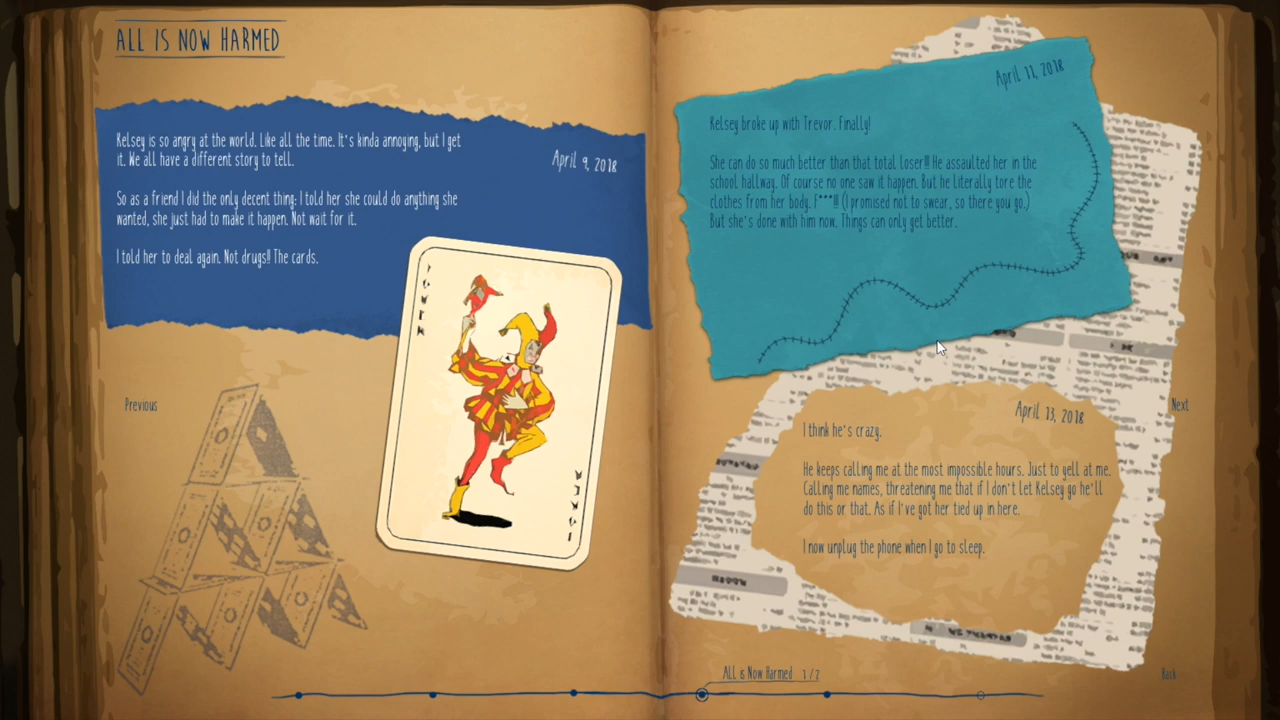 ALL IS NOW HARMED
Kelsey is so angry at the world. Like all the time. It's kinda annoying, but I get
it. We all have a different story to tell.
April 9, 2018
So as a friend I did the only decent thing: I told her she could do anything she
wanted, she just had to make it happen. Not wait for it.
I told her to deal again. Not drugs!! The cards.
JOKER
JOKER
Previous
April 11, 2018
Kelsey broke up with Trevor. Finally!
She can do so much better than that total loser!! He assaulted her in the
school hallway. Of course no one saw it happen. But he literally tore the
clothes from her body. F***!!! (I promised not to swear, so there you go.)
But she's done with him now. Things can only get better.
April 13, 2018
I think he's crazy.
He keeps calling me at the most impossible hours. Just to yell at me.
Calling me names, threatening me that if I don't let Kelsey go he'll
do this or that. As if I've got her tied up in here.
I now unplug the phone when I go to sleep.
Next
ALL is Now Harmed 1/2
Back